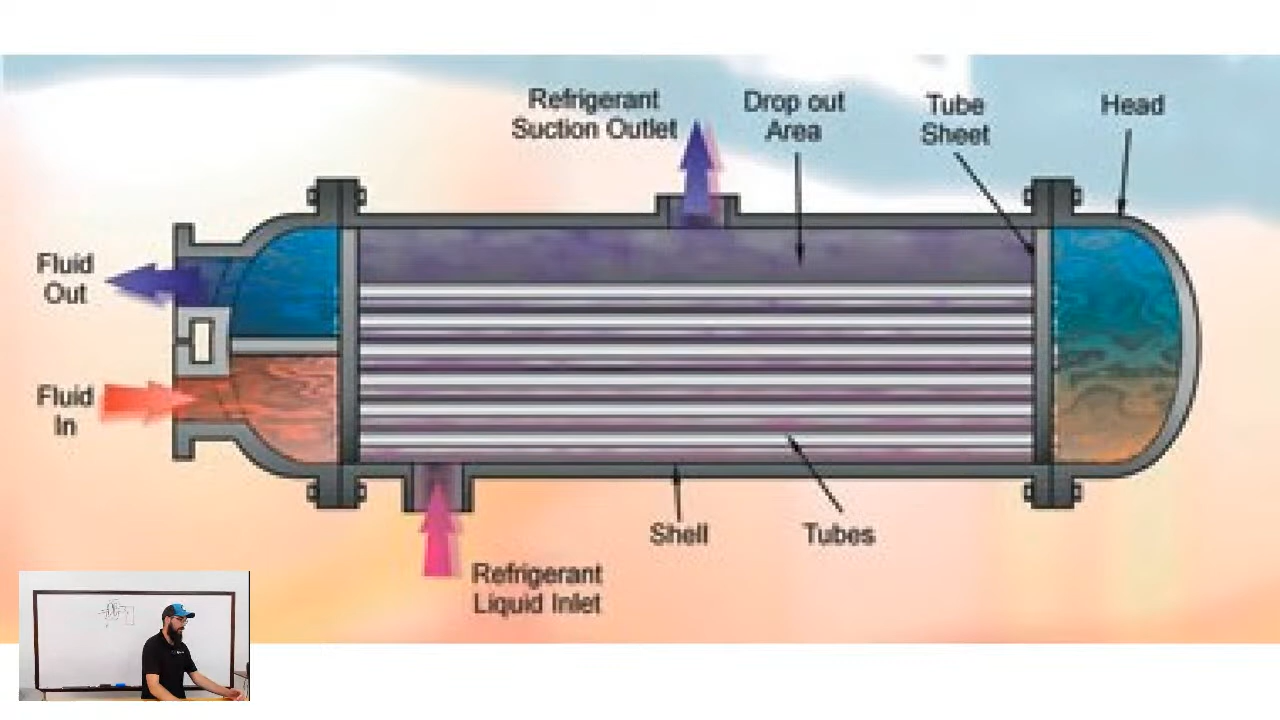 Refrigerant
Suction Outlet
Drop out
Area
Tube
Sheet
Head
Fluid
Out
Fluid
In
Shell
Tubes
Refrigerant
Liquid Inlet